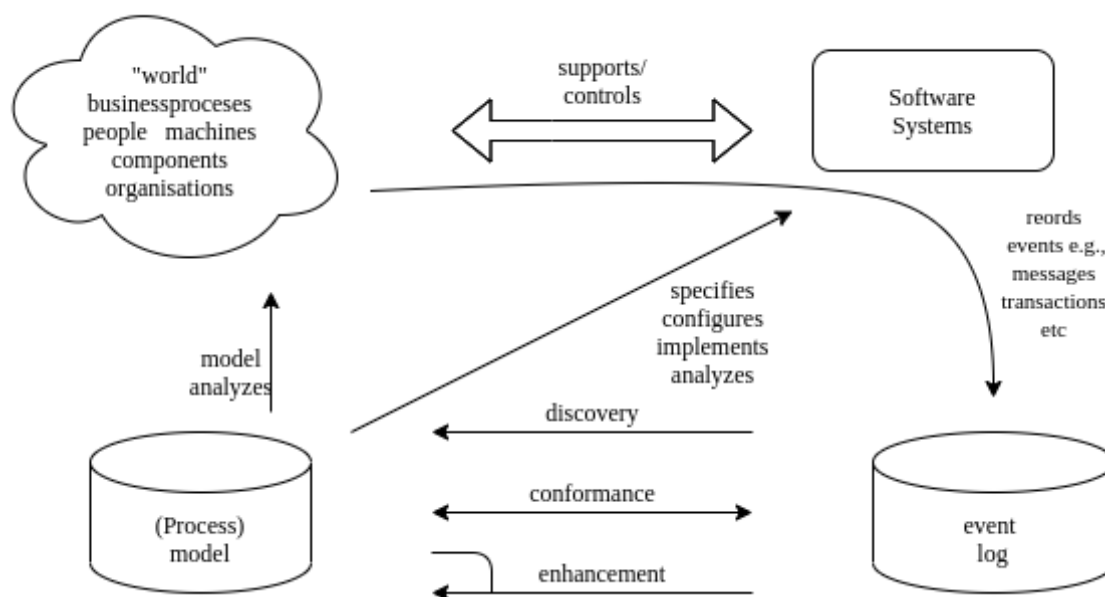 "world"
businessproceses
people machines
components
organisations
supports/
controls
Software
Systems
reords
events e.g.,
messages
transactions
etc
specifies
configures
implements
analyzes
model
analyzes
discovery
conformance
enhancement
(Process)
model
event
log